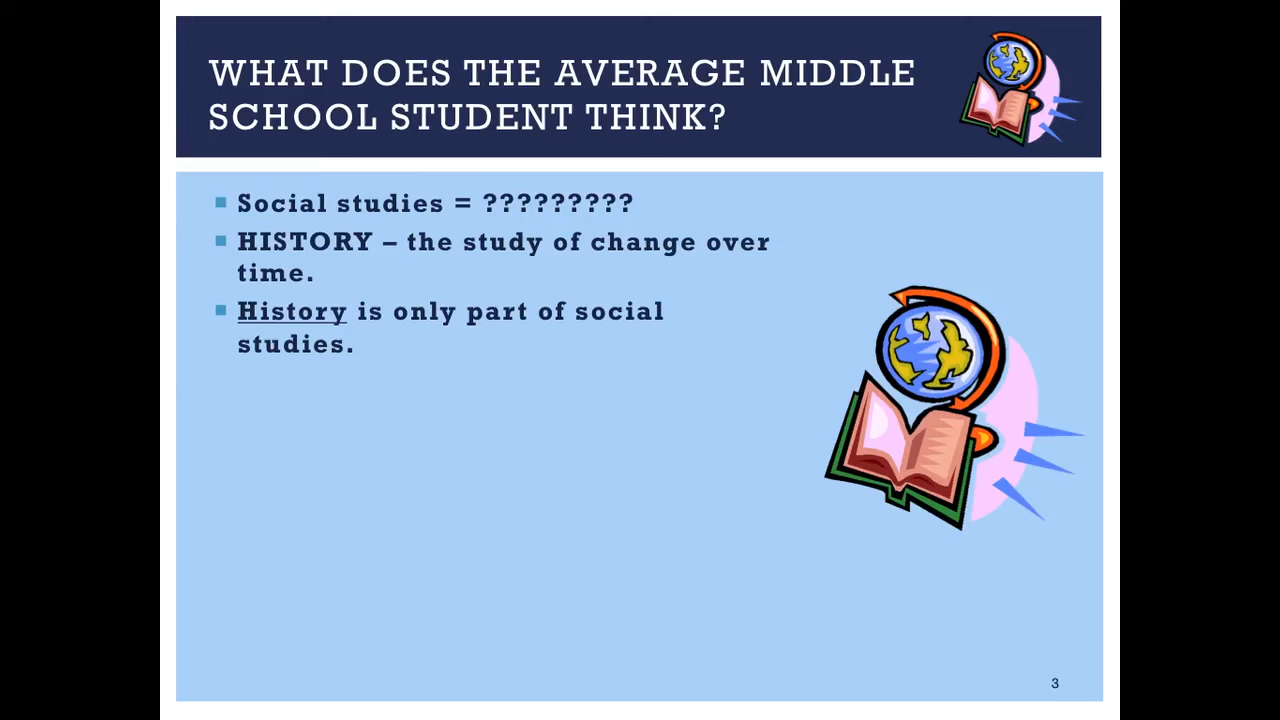 WHAT DOES THE AVERAGE MIDDLE
SCHOOL STUDENT THINK?
Social studies = ?????????
HISTORY – the study of change over
time.
History is only part of social
studies.
3